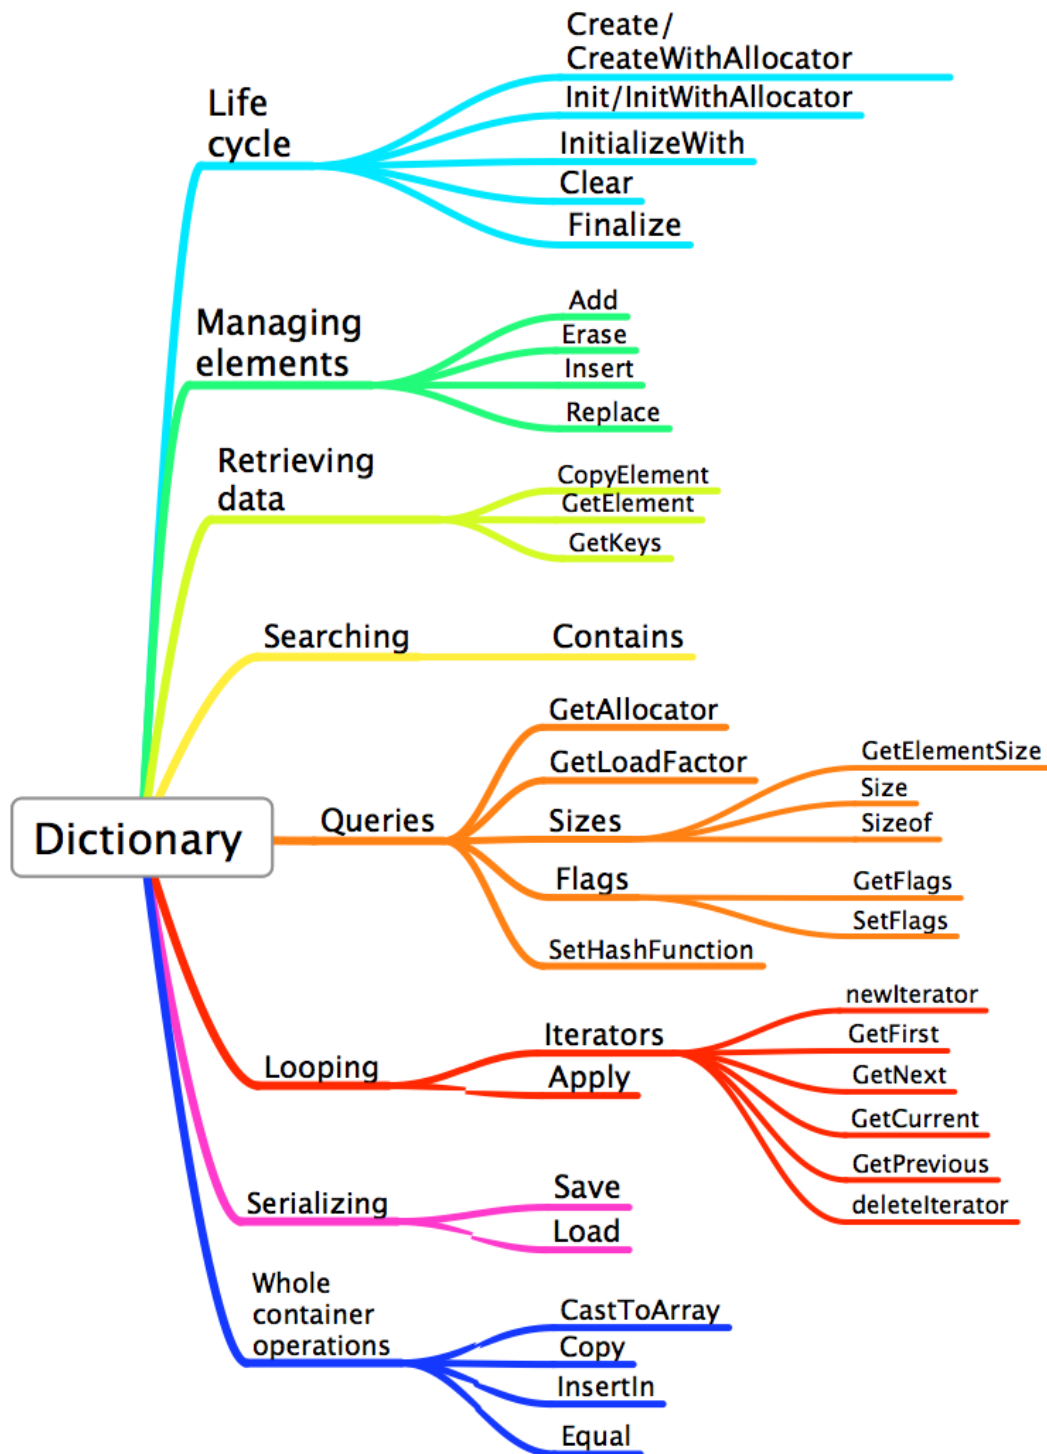 Create/
CreateWithAllocator
Init/InitWithAllocator
Life
cycle
InitializeWith
Clear
Finalize
Add
Managing
elements
Erase
Insert
Replace
Retrieving
data
CopyElement
GetElement
GetKeys
Searching
Contains
GetAllocator
GetLoadFactor
GetElementSize
Size
Dictionary
Queries
Sizes
Sizeof
Flags
GetFlags
SetFlags
SetHashFunction
newIterator
Iterators
GetFirst
Looping
Apply
GetNext
GetCurrent
GetPrevious
deleteIterator
Serializing
Save
Load
Whole
container
operations
CastToArray
Copy
InsertIn
Equal